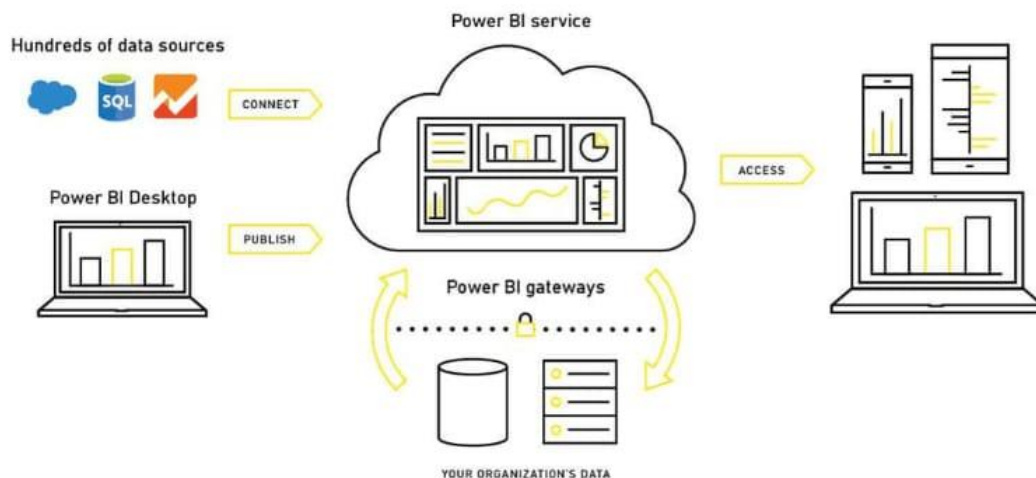 Power BI service
Hundreds of data sources
SQL
CONNECT
ACCESS
Power BI Desktop
PUBLISH
Power BI gateways
YOUR ORGANIZATION'S DATA